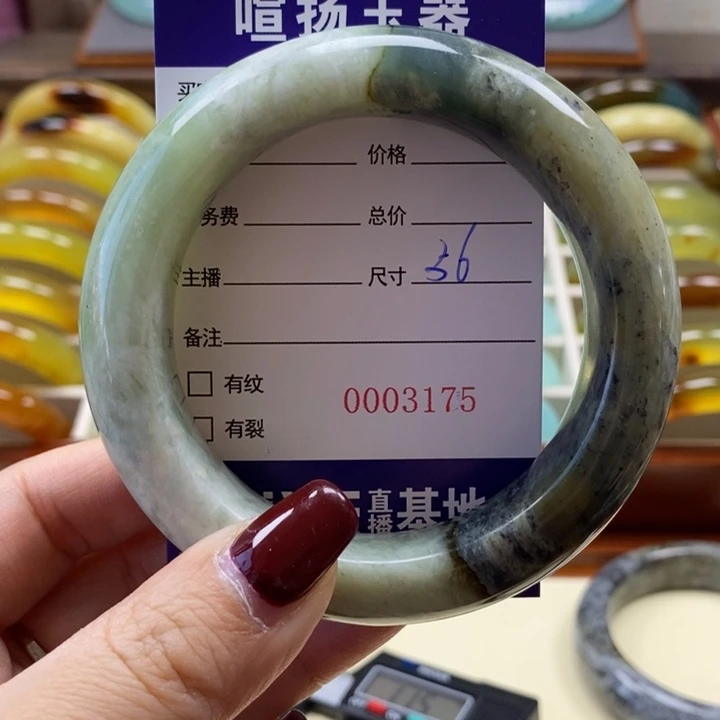 喧扬玉器
买
价格
务费 总价
主播 尺寸 56
备注
有纹
0003175
有裂
直播基地